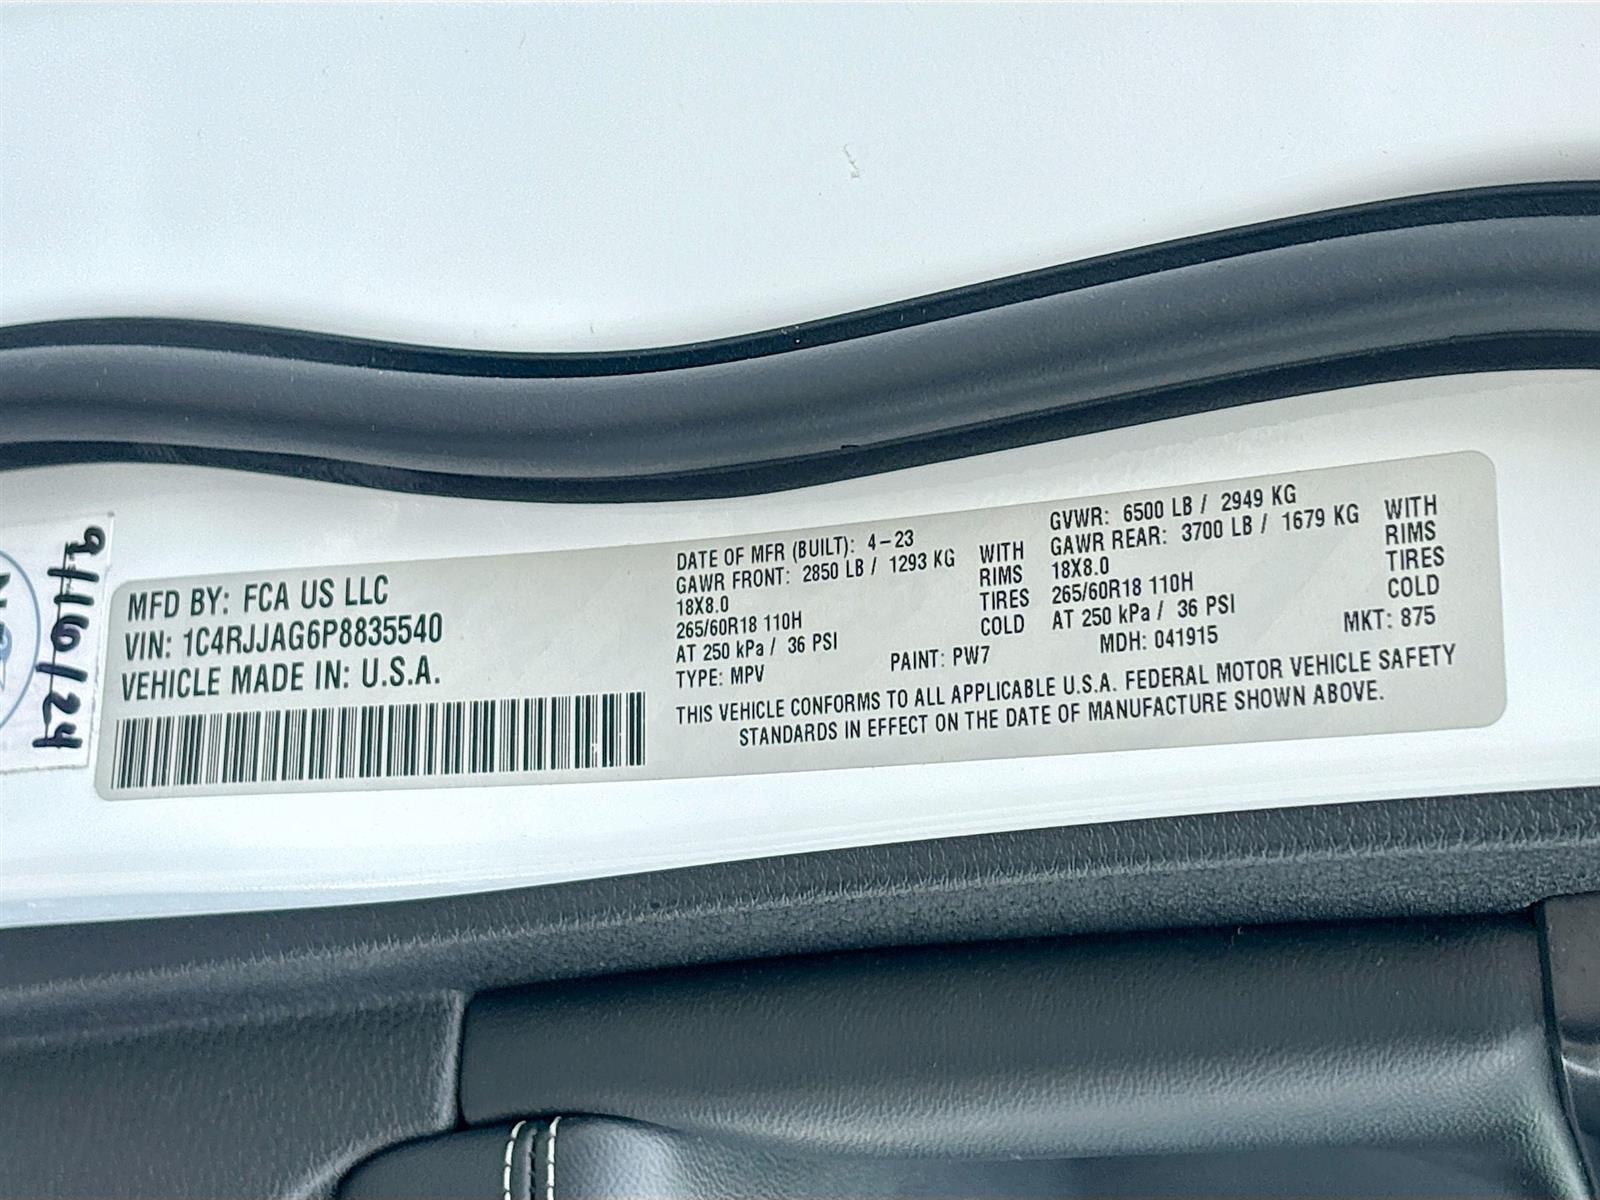 9/16/24
MFD BY: FCA US LLC
VIN: 1C4RJJAG6P8835540
VEHICLE MADE IN: U.S.A.
DATE OF MFR (BUILT): 4-23
GAWR FRONT: 2850 LB / 1293 KG WITH
18X8.0 RIMS
265/60R18 110H TIRES
AT 250 kPa / 36 PSI COLD
TYPE: MPV
PAINT: PW7
GVWR: 6500 LB / 2949 KG
GAWR REAR: 3700 LB / 1679 KG WITH
18X8.0 RIMS
265/60R18 110H TIRES
AT 250 kPa / 36 PSI COLD
MDH: 041915
MKT: 875
THIS VEHICLE CONFORMS TO ALL APPLICABLE U.S.A. FEDERAL MOTOR VEHICLE SAFETY
STANDARDS IN EFFECT ON THE DATE OF MANUFACTURE SHOWN ABOVE.